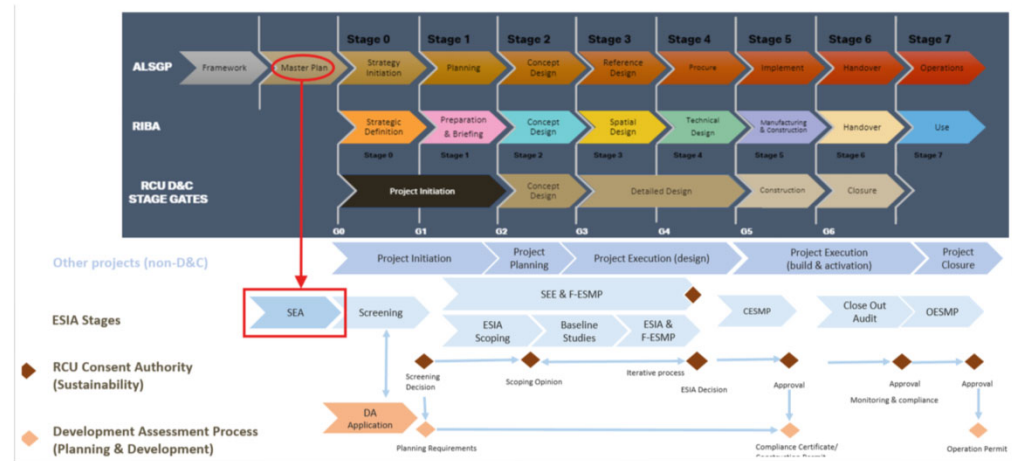 Stage 0 Stage 1 Stage 2 Stage 3 Stage 4 Stage 5 Stage 6 Stage 7
ALSGP
Framework
Master Plan
Strategy
Initiation
Planning
Concept
Design
Reference
Design
Procure
Implement
Handover
Operations
RIBA
Strategic
Definition
Preparation
& Briefing
Concept
Design
Spatial
Design
Technical
Design
Manufacturing
& Construction
Handover
Use
Stage 0 Stage 1 Stage 2 Stage 3 Stage 4 Stage 5 Stage 6 Stage 7
RCU D&C
STAGE GATES
Project Initiation
Concept
Design
Detailed Design
Construction
Closure
G0 G1 G2 G3 G4 G5 G6
Other projects (non-D&C)
Project Initiation
Project
Planning
Project Execution (design)
Project Execution
(build & activation)
Project
Closure
ESIA Stages
SEA
Screening
SEE & F-ESMP
ESIA
Scoping
Baseline
Studies
ESIA &
F-ESMP
CESMP
Close Out
Audit
OESMP
RCU Consent Authority
(Sustainability)
Screening
Decision
Scoping Opinion
Iterative process
ESIA Decision
Approval
Approval
Monitoring & compliance
Approval
Development Assessment Process
(Planning & Development)
DA
Application
Planning Requirements
Compliance Certificate/
Construction Permit
Operation Permit